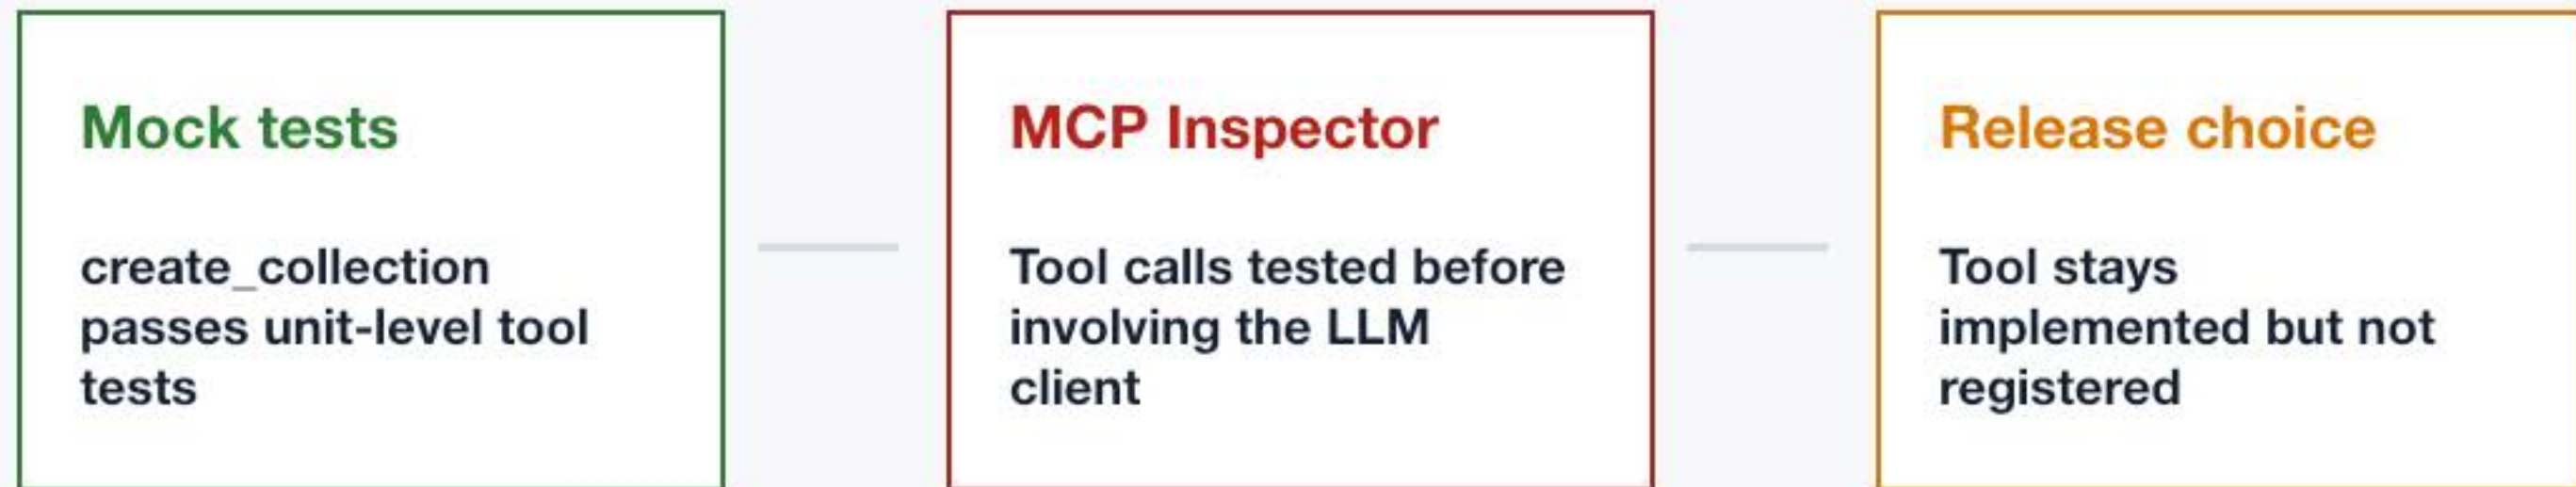 Mock tests
create_collection
passes unit-level tool
tests
MCP Inspector
Tool calls tested before
involving the LLM
client
Release choice
Tool stays
implemented but not
registered